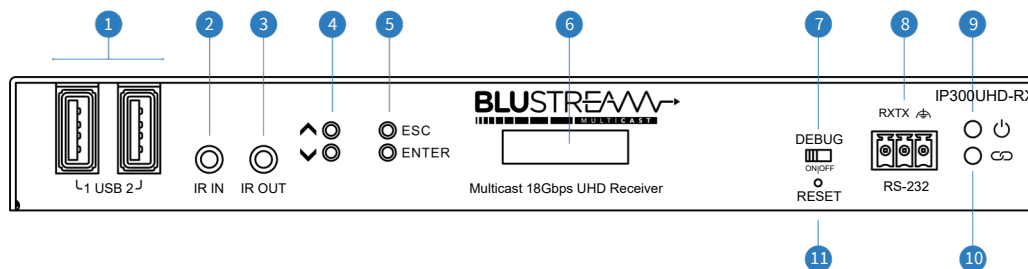 1
2
3
4
5
6
7
8
9
1 USB 2
IR IN
IR OUT
ESC
ENTER
BLUSTREAM
MULTICAST
Multicast 18Gbps UHD Receiver
DEBUG
ON|OFF
RESET
RXTX
RS-232
IP300UHD-RX
11
10